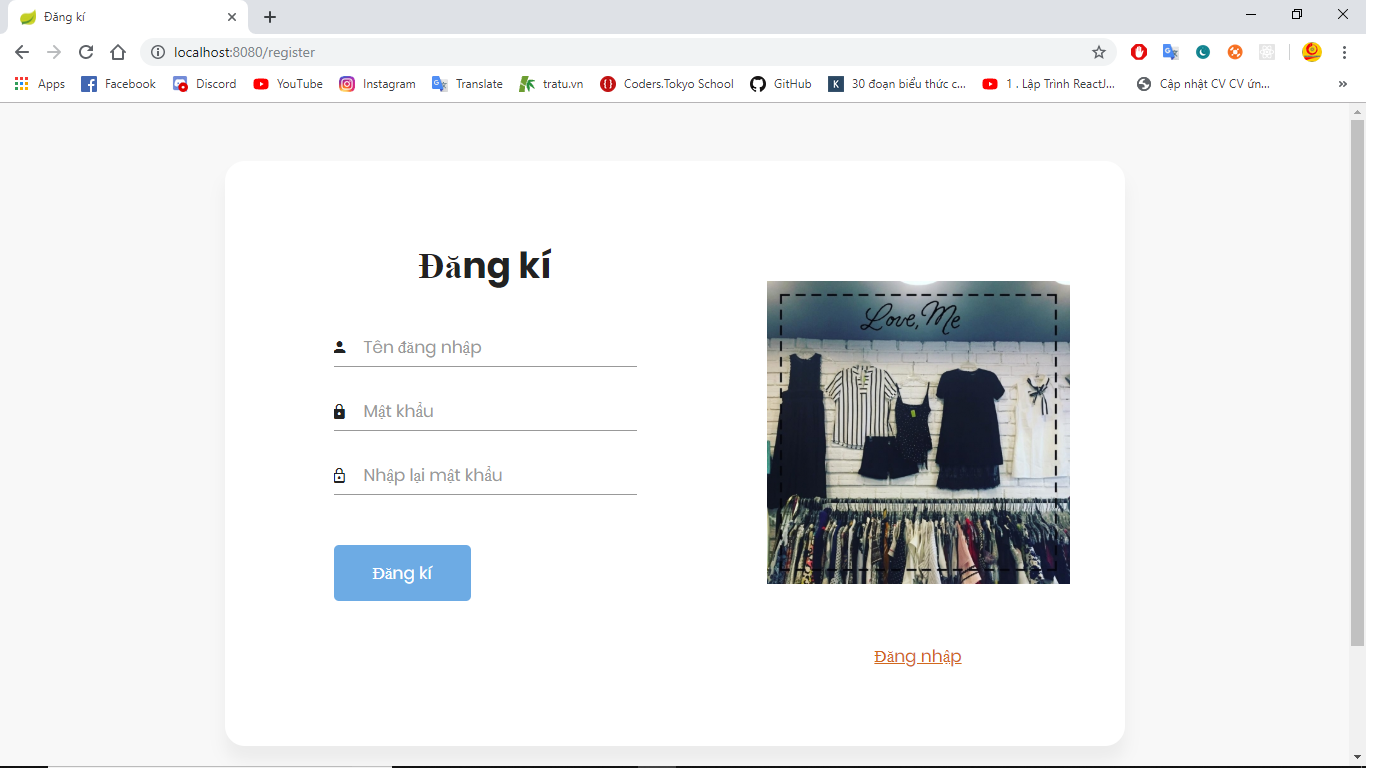 Đăng kí
localhost:8080/register
Apps Facebook Discord YouTube Instagram Translate tratu.vn Coders.Tokyo School GitHub 30 đoạn biểu thức c... 1 . Lập Trình ReactJ... Cập nhật CV CV ứn... »
Đăng kí
Tên đăng nhập
Mật khẩu
Nhập lại mật khẩu
Đăng kí
Love, Me
Đăng nhập